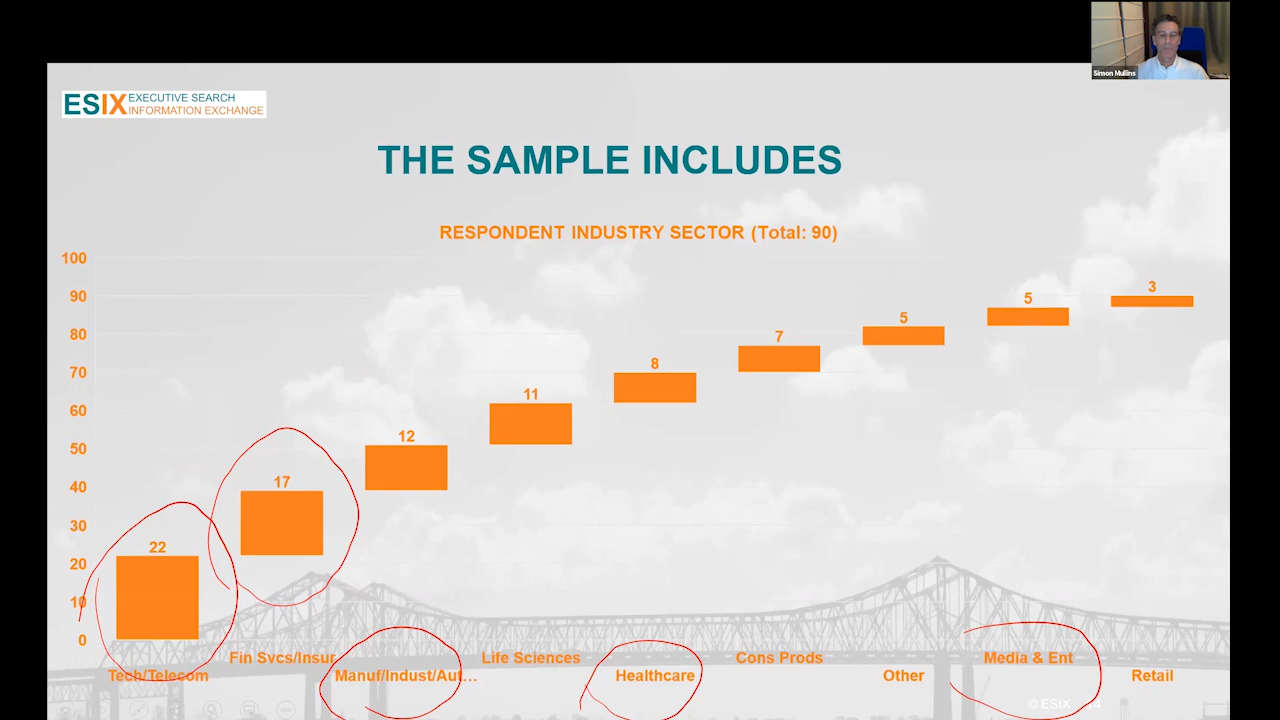 Simon Mullins
ESIX EXECUTIVE SEARCH
INFORMATION EXCHANGE
THE SAMPLE INCLUDES
RESPONDENT INDUSTRY SECTOR (Total: 90)
100
90
80
70
60
50
40
30
20
10
0
22
17
12
11
8
7
5
5
3
Tech/Telecom
Fin Svcs/Insur
Manuf/Indust/Aut...
Life Sciences
Healthcare
Cons Prods
Other
Media & Ent
Retail
© ESIX
4